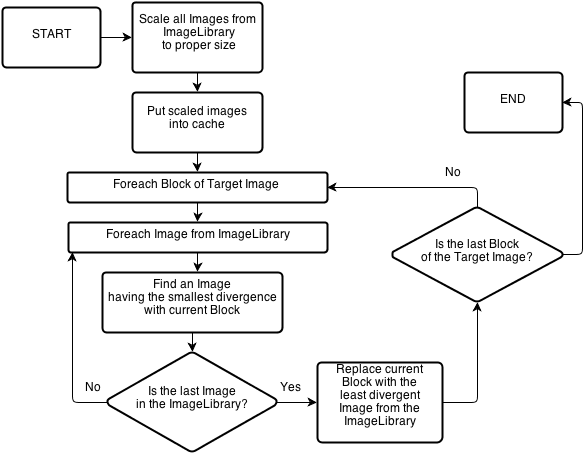 START
Scale all Images from
ImageLibrary
to proper size
Put scaled images
into cache
Foreach Block of Target Image
Foreach Image from ImageLibrary
Find an Image
having the smallest divergence
with current Block
Is the last Image
in the ImageLibrary?
No
Yes
Replace current
Block with the
least divergent
Image from the
ImageLibrary
Is the last Block
of the Target Image?
No
END